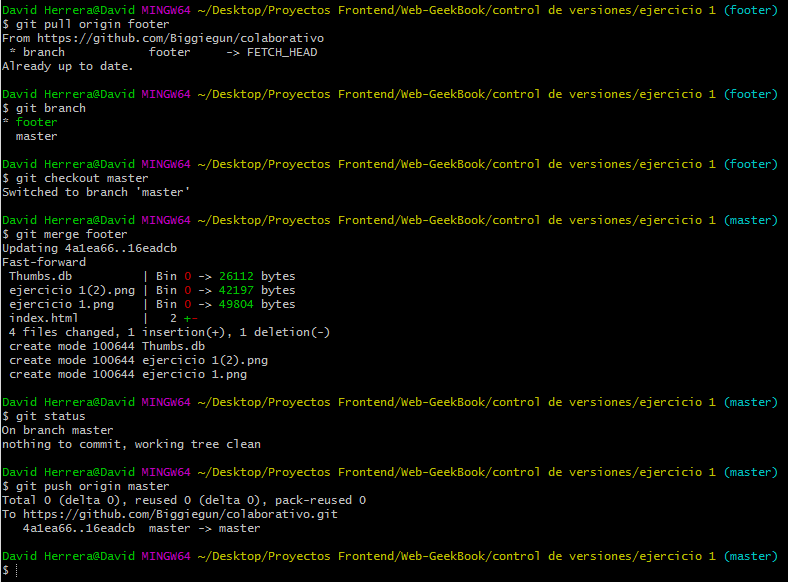 David Herrera@David MINGW64 ~/Desktop/Proyectos Frontend/Web-GeekBook/control de versiones/ejercicio 1 (footer)
$ git pull origin footer
From https://github.com/Biggiegun/colaborativo
 * branch            footer     -> FETCH_HEAD
Already up to date.

David Herrera@David MINGW64 ~/Desktop/Proyectos Frontend/Web-GeekBook/control de versiones/ejercicio 1 (footer)
$ git branch
* footer
  master

David Herrera@David MINGW64 ~/Desktop/Proyectos Frontend/Web-GeekBook/control de versiones/ejercicio 1 (footer)
$ git checkout master
Switched to branch 'master'

David Herrera@David MINGW64 ~/Desktop/Proyectos Frontend/Web-GeekBook/control de versiones/ejercicio 1 (master)
$ git merge footer
Updating 4a1ea66..16eadcb
Fast-forward
 Thumbs.db          | Bin 0 -> 26112 bytes
 ejercicio 1(2).png | Bin 0 -> 42197 bytes
 ejercicio 1.png    | Bin 0 -> 49804 bytes
 index.html         |   2 +-
 4 files changed, 1 insertion(+), 1 deletion(-)
 create mode 100644 Thumbs.db
 create mode 100644 ejercicio 1(2).png
 create mode 100644 ejercicio 1.png

David Herrera@David MINGW64 ~/Desktop/Proyectos Frontend/Web-GeekBook/control de versiones/ejercicio 1 (master)
$ git status
On branch master
nothing to commit, working tree clean

David Herrera@David MINGW64 ~/Desktop/Proyectos Frontend/Web-GeekBook/control de versiones/ejercicio 1 (master)
$ git push origin master
Total 0 (delta 0), reused 0 (delta 0), pack-reused 0
To https://github.com/Biggiegun/colaborativo.git
   4a1ea66..16eadcb  master -> master

David Herrera@David MINGW64 ~/Desktop/Proyectos Frontend/Web-GeekBook/control de versiones/ejercicio 1 (master)
$